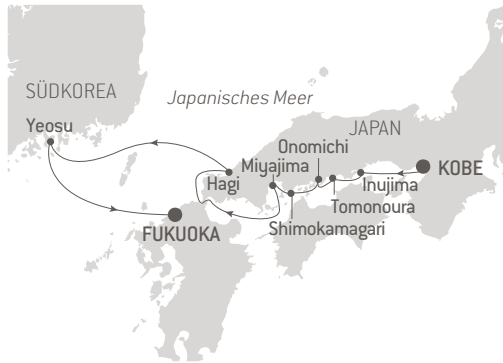 SÜDKOREA
Yeosu
Japanisches Meer
JAPAN
Onomichi
Miyajima
KOBE
Hagi
Inujima
Tomonoura
Shimokamagari
FUKUOKA